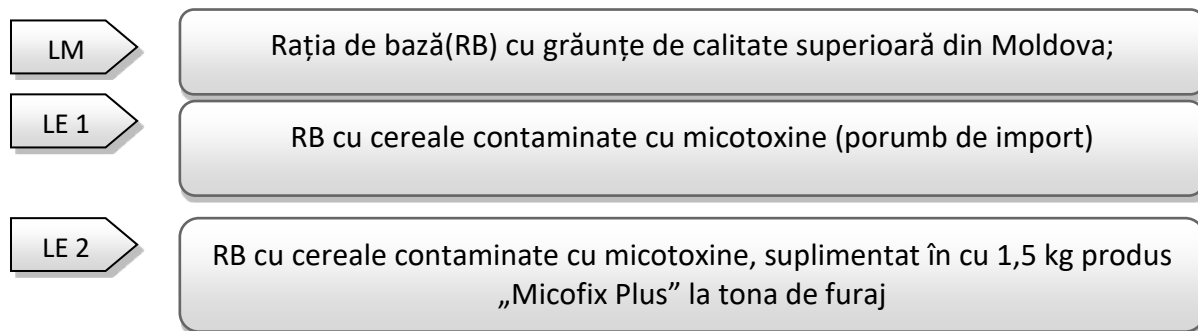 LM
Rația de bază(RB) cu grăunțe de calitate superioară din Moldova;
LE 1
RB cu cereale contaminate cu micotoxine (porumb de import)
LE 2
RB cu cereale contaminate cu micotoxine, suplimentat în cu 1,5 kg produs
„Micofix Plus” la tona de furaj